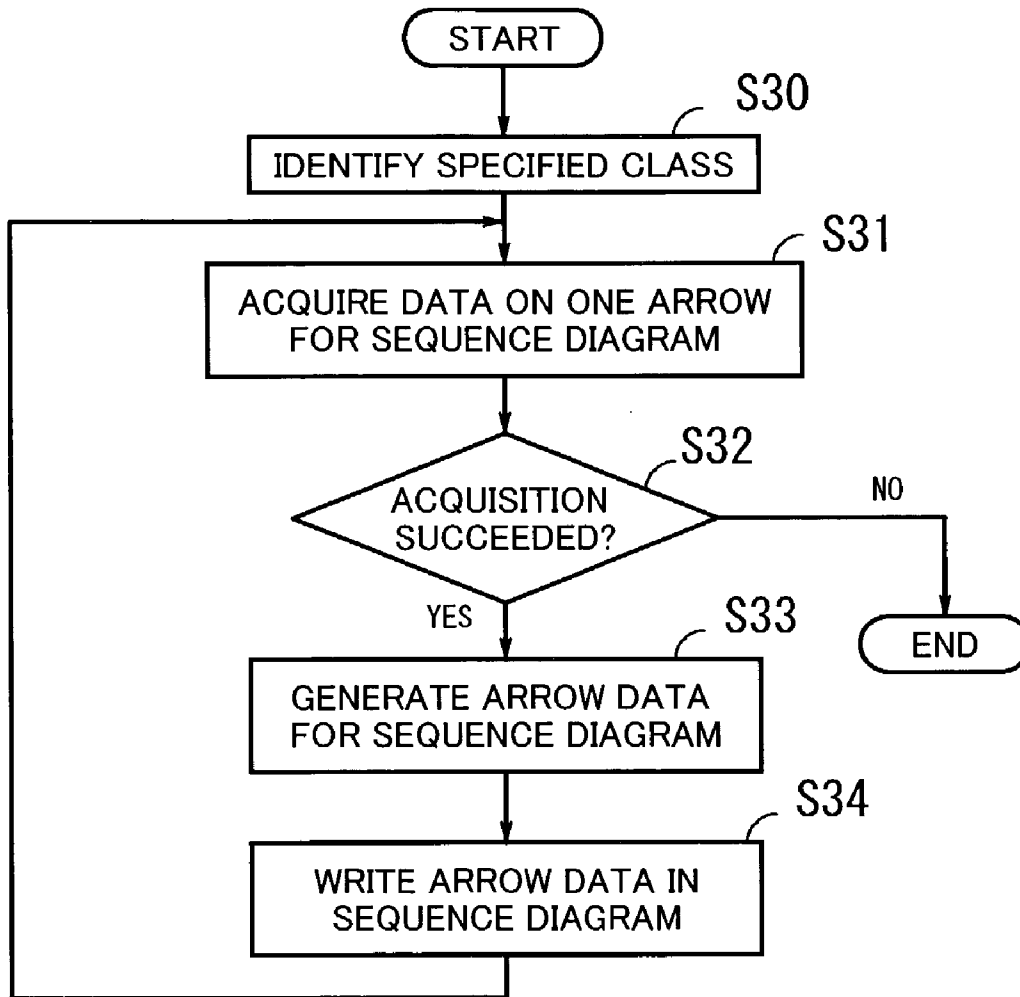 START
S30
IDENTIFY SPECIFIED CLASS
S31
ACQUIRE DATA ON ONE ARROW
FOR SEQUENCE DIAGRAM
S32
ACQUISITION
SUCCEEDED?
NO
YES
END
S33
GENERATE ARROW DATA
FOR SEQUENCE DIAGRAM
S34
WRITE ARROW DATA IN
SEQUENCE DIAGRAM